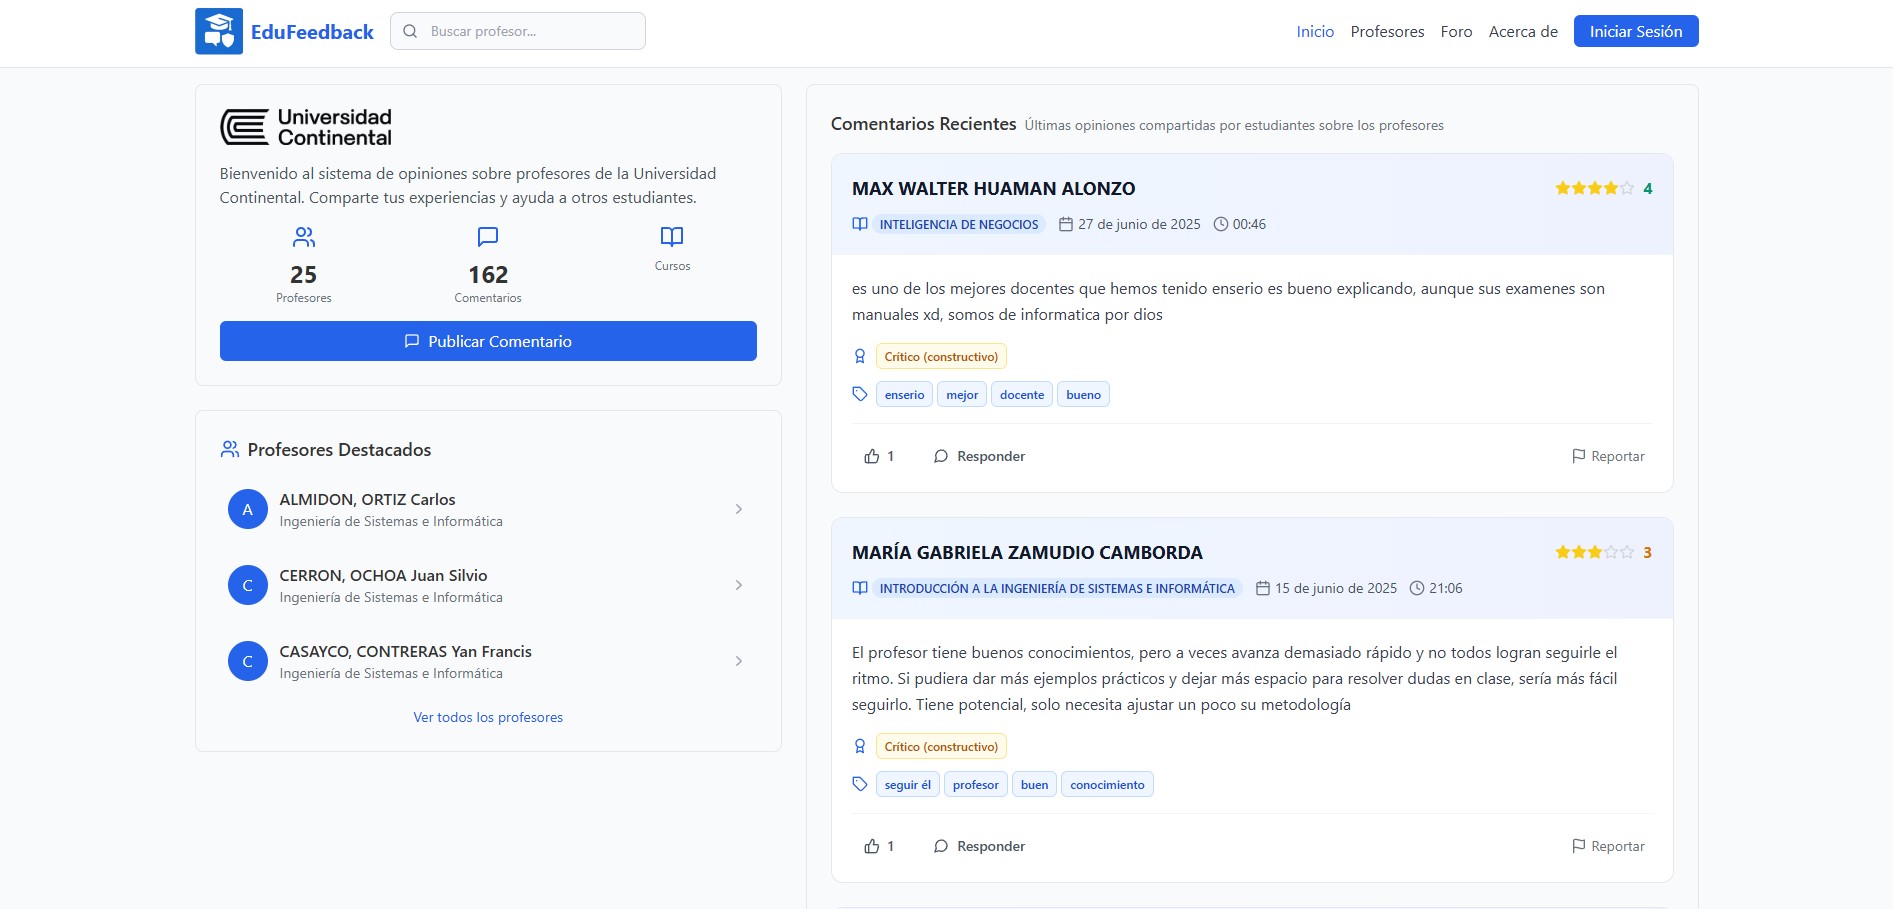 EduFeedback
Buscar profesor...
Inicio
Profesores
Foro
Acerca de
Iniciar Sesión
Universidad
Continental
Bienvenido al sistema de opiniones sobre profesores de la Universidad
Continental. Comparte tus experiencias y ayuda a otros estudiantes.
25
Profesores
162
Comentarios
Cursos
Publicar Comentario
Profesores Destacados
A
ALMIDON, ORTIZ Carlos
Ingeniería de Sistemas e Informática
C
CERRON, OCHOA Juan Silvio
Ingeniería de Sistemas e Informática
C
CASAYCO, CONTRERAS Yan Francis
Ingeniería de Sistemas e Informática
Ver todos los profesores
Comentarios Recientes Últimas opiniones compartidas por estudiantes sobre los profesores
MAX WALTER HUAMAN ALONZO 4
INTELIGENCIA DE NEGOCIOS 27 de junio de 2025 00:46
es uno de los mejores docentes que hemos tenido enserio es bueno explicando, aunque sus examenes son
manuales xd, somos de informatica por dios
Crítico (constructivo)
enserio mejor docente bueno
1 Responder Reportar
MARÍA GABRIELA ZAMUDIO CAMBORDA 3
INTRODUCCIÓN A LA INGENIERÍA DE SISTEMAS E INFORMÁTICA 15 de junio de 2025 21:06
El profesor tiene buenos conocimientos, pero a veces avanza demasiado rápido y no todos logran seguirle el
ritmo. Si pudiera dar más ejemplos prácticos y dejar más espacio para resolver dudas en clase, sería más fácil
seguirlo. Tiene potencial, solo necesita ajustar un poco su metodología
Crítico (constructivo)
seguir él profesor buen conocimiento
1 Responder Reportar